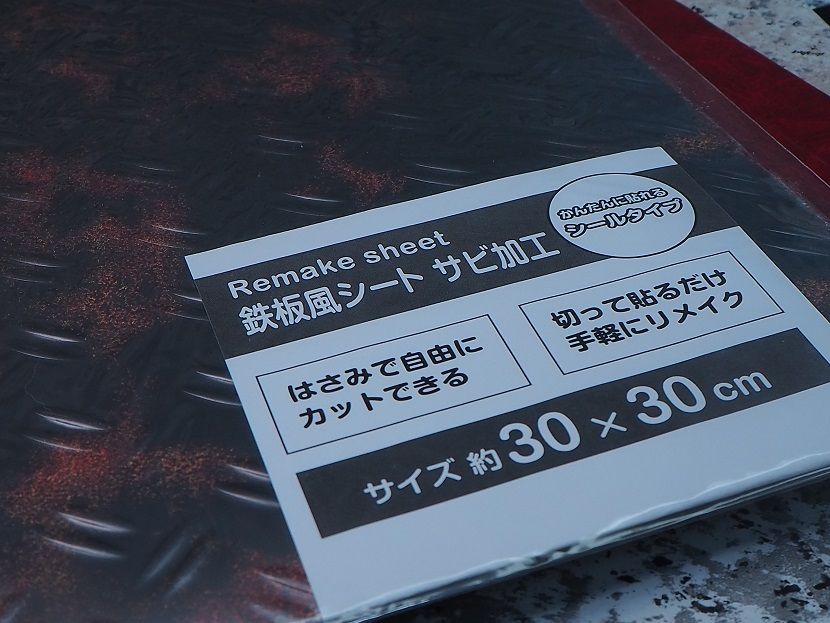 かんたんに貼れる
シールタイプ
Remake sheet
鉄板風シート サビ加工
はさみで自由に
カットできる
切って貼るだけ
手軽にリメイク
サイズ 約30×30cm